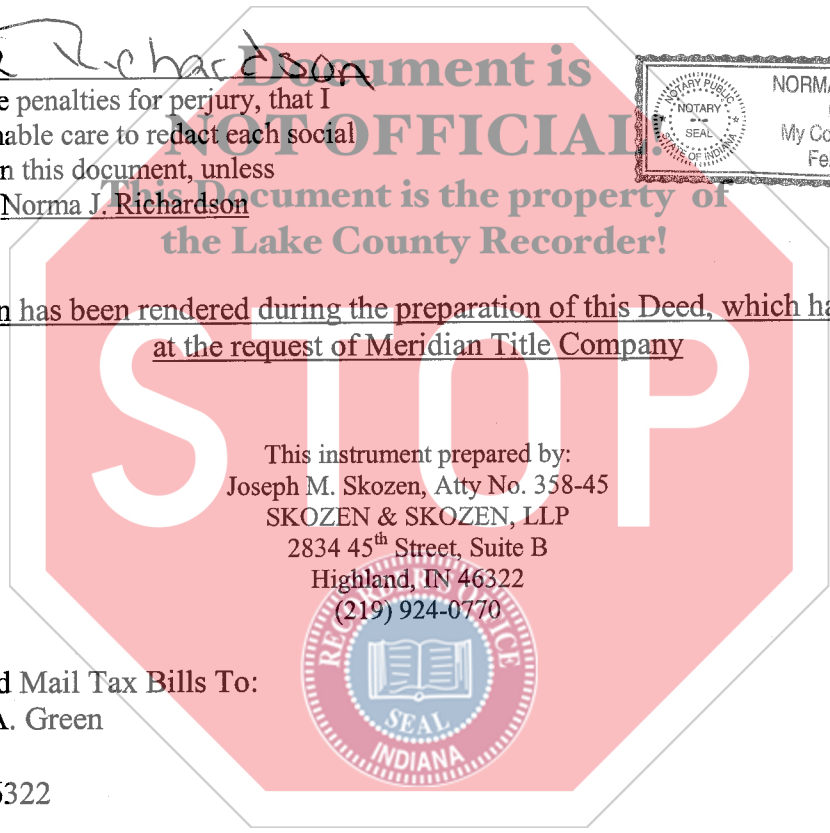 Richardson
e penalties for perjury, that I
nable care to redact each social
n this document, unless
Norma J. Richardson
Document is
NOT OFFICIAL!
This Document is the property of
the Lake County Recorder!
NORMA
My Co
Fe
NOTARY PUBLIC
NOTARY
SEAL
STATE OF INDIANA
n has been rendered during the preparation of this Deed, which ha
at the request of Meridian Title Company
STOP
This instrument prepared by:
Joseph M. Skozen, Atty No. 358-45
SKOZEN & SKOZEN, LLP
2834 45th Street, Suite B
Highland, IN 46322
(219) 924-0770
RECORDER'S OFFICE
SEAL
INDIANA
d Mail Tax Bills To:
A. Green
6322